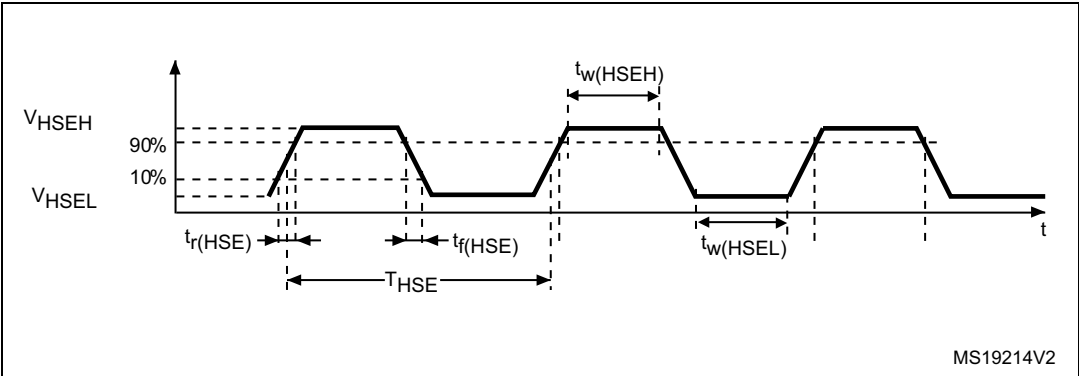 tw(HSEH)
VHSEH
90%
10%
VHSEL
tr(HSE)
tf(HSE)
tw(HSEL)
t
THSE
MS19214V2